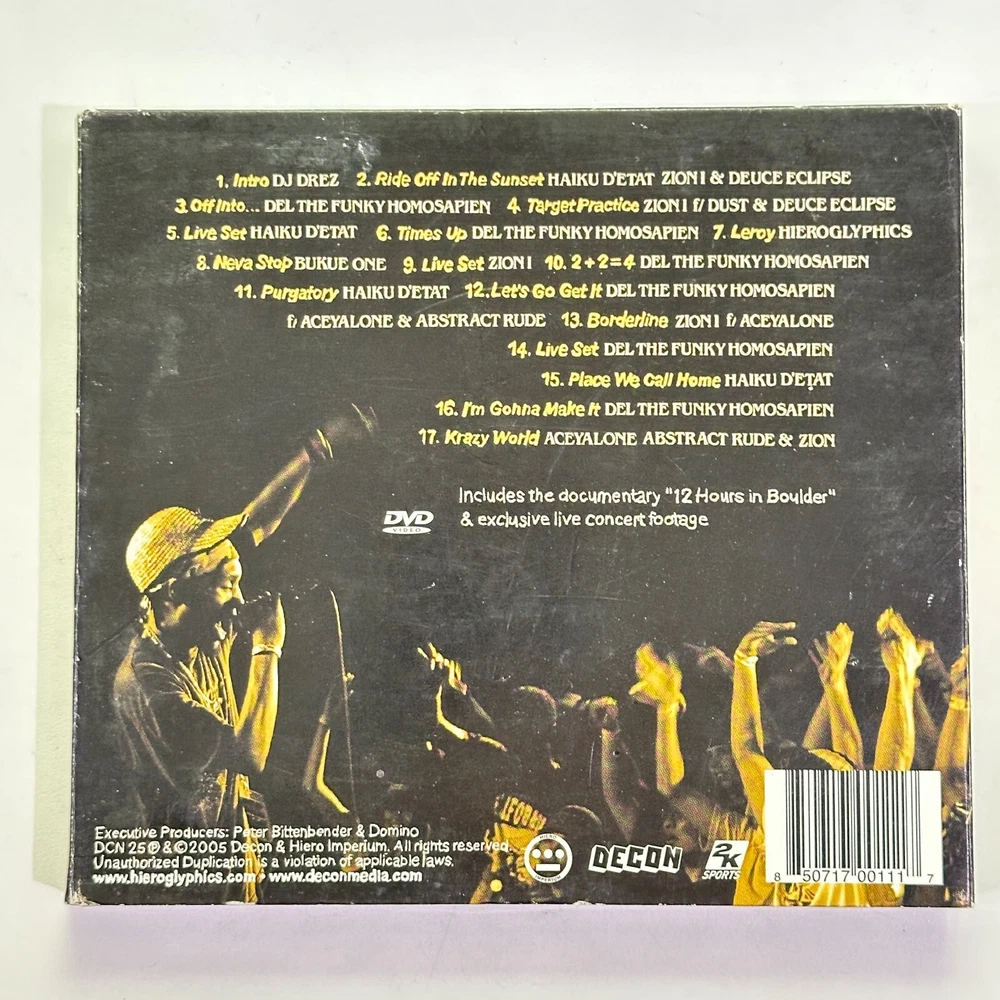 1. Intro DJ DREZ 2. Ride Off In The Sunset HAIKU D'ETAT ZION I & DEUCE ECLIPSE
3. Off Into... DEL THE FUNKY HOMOSAPIEN 4. Target Practice ZION I f/ DUST & DEUCE ECLIPSE
5. Live Set HAIKU D'ETAT 6. Times Up DEL THE FUNKY HOMOSAPIEN 7. Leroy HIEROGLYPHICS
8. Neva Stop BUKUE ONE 9. Live Set ZION I 10. 2+2=4 DEL THE FUNKY HOMOSAPIEN
11. Purgatory HAIKU D'ETAT 12. Let's Go Get It DEL THE FUNKY HOMOSAPIEN
f/ ACEYALONE & ABSTRACT RUDE 13. Borderline ZION I f/ ACEYALONE
14. Live Set DEL THE FUNKY HOMOSAPIEN
15. Place We Call Home HAIKU D'ETAT
16. I'm Gonna Make It DEL THE FUNKY HOMOSAPIEN
17. Krazy World ACEYALONE ABSTRACT RUDE & ZION
Includes the documentary "12 Hours in Boulder"
& exclusive live concert footage
DVD
VIDEO
Executive Producers: Peter Bittenbender & Domino
DCN 25 ℗ & © 2005 Decon & Hiero Imperium. All rights reserved.
Unauthorized Duplication is a violation of applicable laws.
www.hieroglyphics.com • www.deconmedia.com
HIERO
IMPERIUM
DECON
2K
SPORTS
8 50717 00111 7